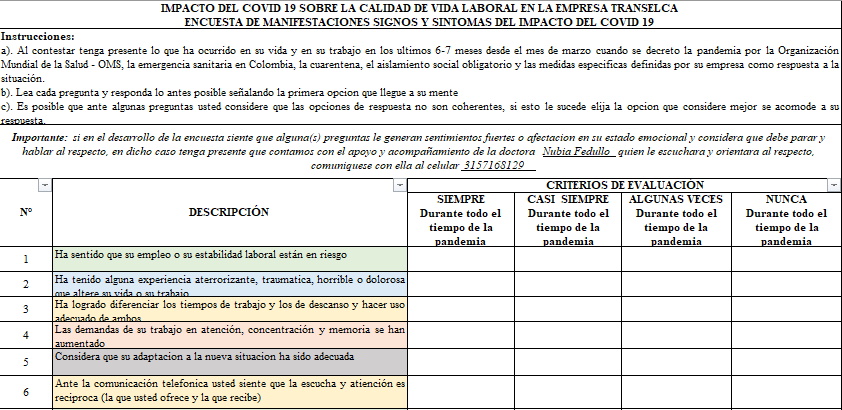 IMPACTO DEL COVID 19 SOBRE LA CALIDAD DE VIDA LABORAL EN LA EMPRESA TRANSELCA
ENCUESTA DE MANIFESTACIONES SIGNOS Y SINTOMAS DEL IMPACTO DEL COVID 19
Instrucciones:
a). Al contestar tenga presente lo que ha ocurrido en su vida y en su trabajo en los ultimos 6-7 meses desde el mes de marzo cuando se decreto la pandemia por la Organización
Mundial de la Salud - OMS, la emergencia sanitaria en Colombia, la cuarentena, el aislamiento social obligatorio y las medidas especificas definidas por su empresa como respuesta a la
situación.
b). Lea cada pregunta y responda lo antes posible señalando la primera opcion que llegue a su mente
c). Es posible que ante algunas preguntas usted considere que las opciones de respuesta no son coherentes, si esto le sucede elija la opcion que considere mejor se acomode a su
respuesta.
Importante: si en el desarrollo de la encuesta siente que alguna(s) preguntas le generan sentimientos fuertes o afectacion en su estado emocional y considera que debe parar y
hablar al respecto, en dicho caso tenga presente que contamos con el apoyo y acompañamiento de la doctora Nubia Fedullo quien le escuchara y orientara al respecto,
comuniquese con ella al celular 3157168129
N°
DESCRIPCIÓN
CRITERIOS DE EVALUACIÓN
SIEMPRE
Durante todo el
tiempo de la
pandemia
CASI SIEMPRE
Durante todo el
tiempo de la
pandemia
ALGUNAS VECES
Durante todo el
tiempo de la
pandemia
NUNCA
Durante todo el
tiempo de la
pandemia
1
Ha sentido que su empleo o su estabilidad laboral están en riesgo
2
Ha tenido alguna experiencia aterrorizante, traumatica, horrible o dolorosa
que altere su vida o su trabajo
3
Ha logrado diferenciar los tiempos de trabajo y los de descanso y hacer uso
adecuado de ambos
4
Las demandas de su trabajo en atención, concentración y memoria se han
aumentado
5
Considera que su adaptacion a la nueva situacion ha sido adecuada
6
Ante la comunicación telefonica usted siente que la escucha y atiención es
reciproca (la que usted ofrece y la que recibe)